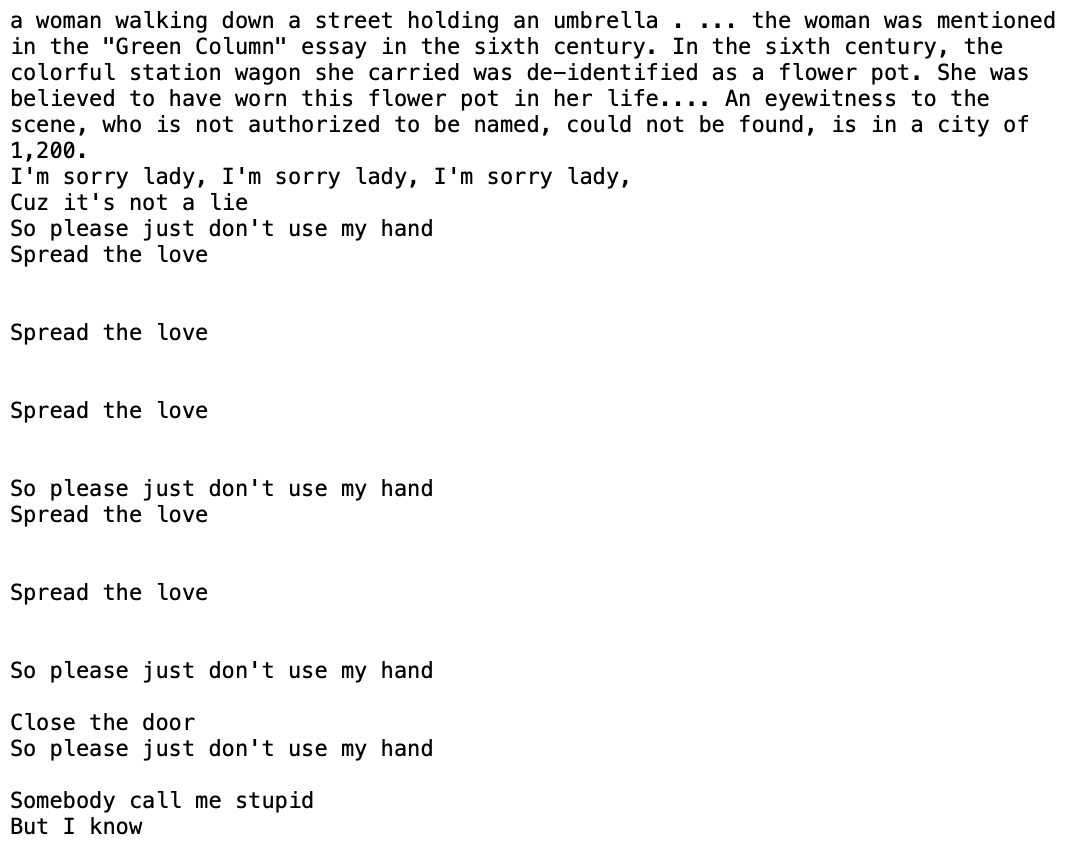 a woman walking down a street holding an umbrella . ... the woman was mentioned
in the "Green Column" essay in the sixth century. In the sixth century, the
colorful station wagon she carried was de-identified as a flower pot. She was
believed to have worn this flower pot in her life.... An eyewitness to the
scene, who is not authorized to be named, could not be found, is in a city of
1,200.
I'm sorry lady, I'm sorry lady, I'm sorry lady,
Cuz it's not a lie
So please just don't use my hand
Spread the love
Spread the love
Spread the love
So please just don't use my hand
Spread the love
Spread the love
So please just don't use my hand
Close the door
So please just don't use my hand
Somebody call me stupid
But I know